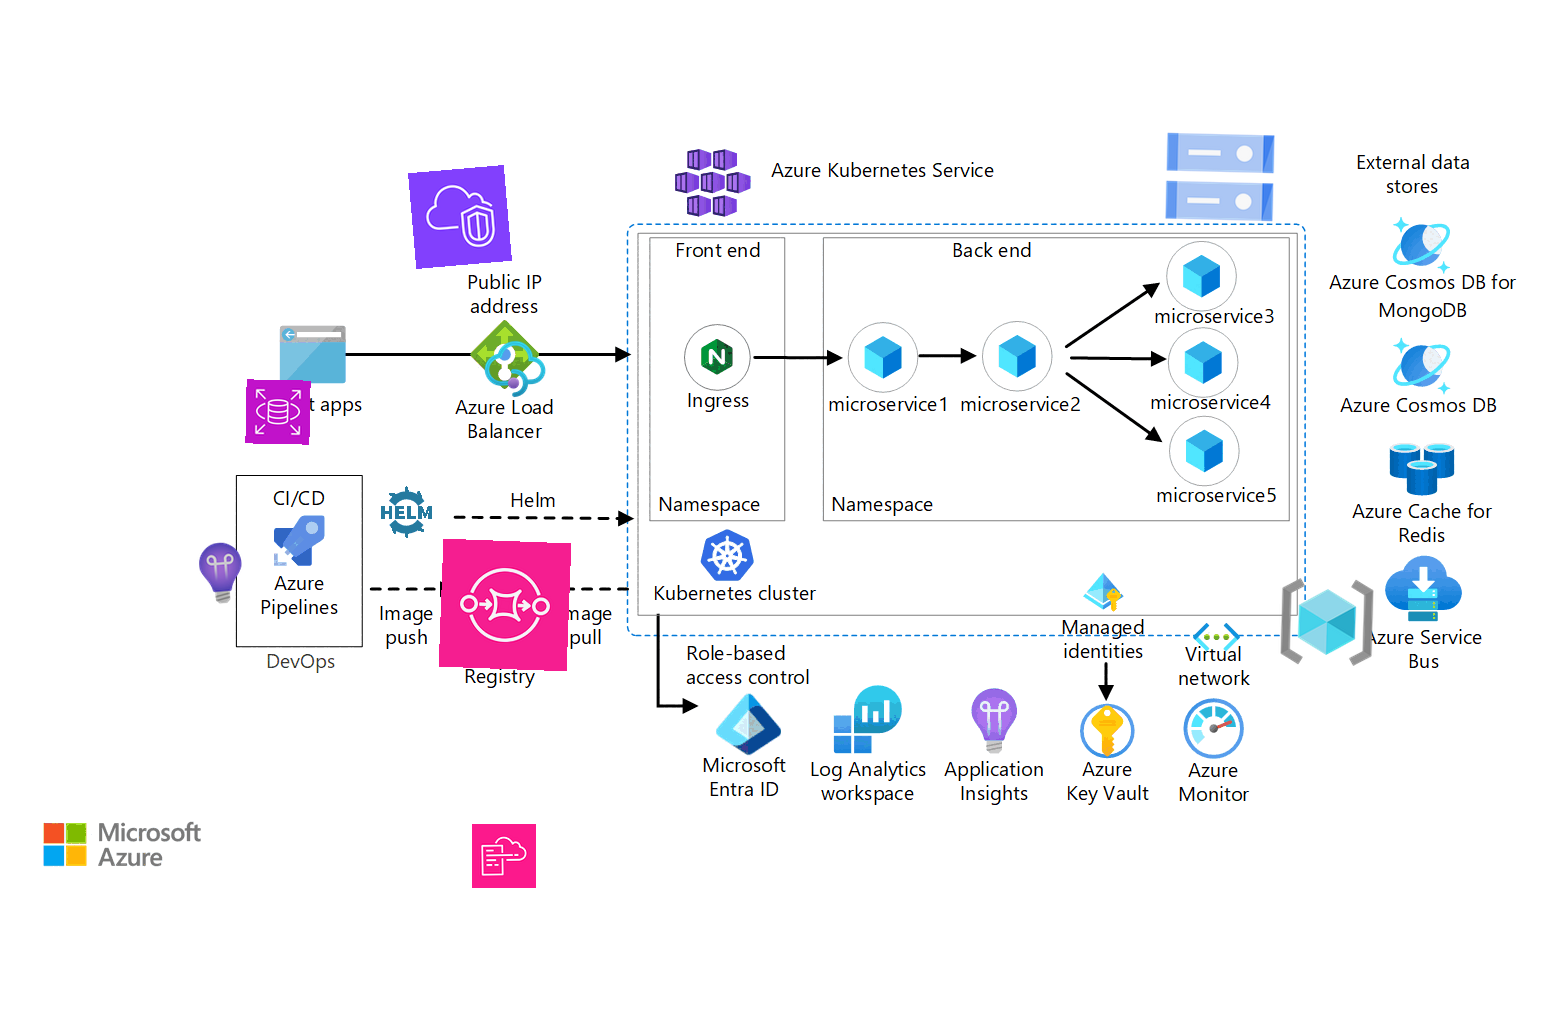 Azure Kubernetes Service
External data
stores
Public IP
address
Front end
Back end
Azure Cosmos DB for
MongoDB
microservice3
t apps
Azure Load
Balancer
Ingress
microservice1
microservice2
microservice4
Azure Cosmos DB
CI/CD
HELM
Helm
Namespace
Namespace
microservice5
Azure Cache for
Redis
Azure
Pipelines
Image
push
mage
pull
Kubernetes cluster
DevOps
Registry
Managed
identities
Virtual
network
Azure Service
Bus
Role-based
access control
Microsoft
Entra ID
Log Analytics
workspace
Application
Insights
Azure
Key Vault
Azure
Monitor
Microsoft
Azure